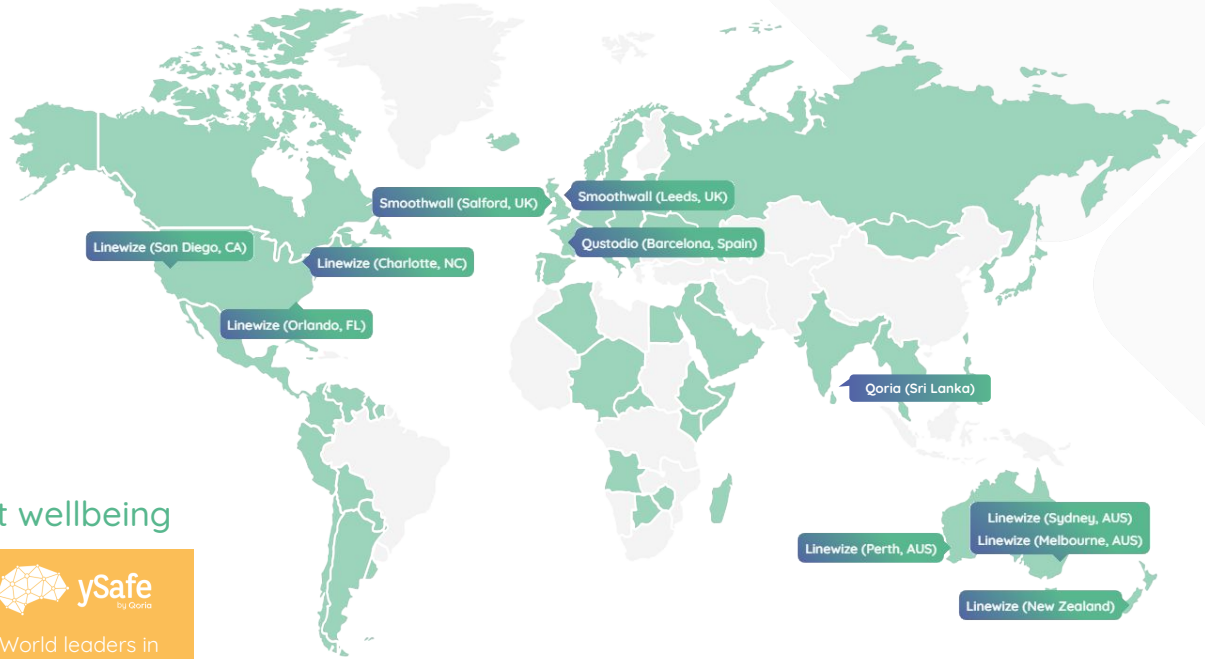 Smoothwall (Salford, UK)
Smoothwall (Leeds, UK)
Linewize (San Diego, CA)
Qustodio (Barcelona, Spain)
Linewize (Charlotte, NC)
Linewize (Orlando, FL)
Qoria (Sri Lanka)
t wellbeing
Linewize (Sydney, AUS)
Linewize (Melbourne, AUS)
Linewize (Perth, AUS)
ySafe
by Qoria
Linewize (New Zealand)
World leaders in